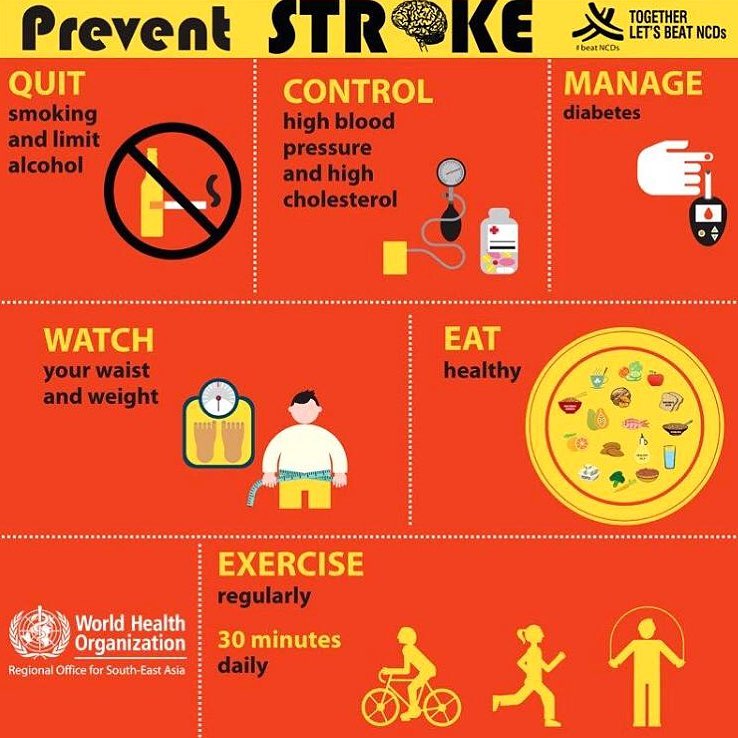 Prevent STROKE
TOGETHER
LET'S BEAT NCDs
# beat NCDs
QUIT
smoking
and limit
alcohol
CONTROL
high blood
pressure
and high
cholesterol
MANAGE
diabetes
WATCH
your waist
and weight
EAT
healthy
EXERCISE
regularly
30 minutes
daily
World Health
Organization
Regional Office for South-East Asia